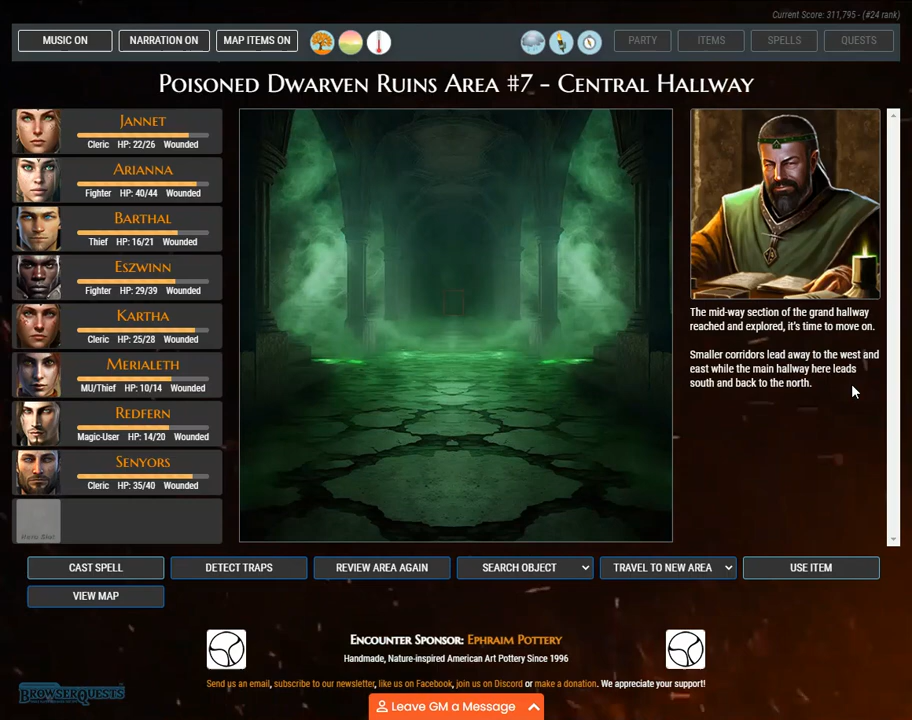 Current Score: 311,795 - (#24 rank)
MUSIC ON
NARRATION ON
MAP ITEMS ON
PARTY
ITEMS
SPELLS
QUESTS
Poisoned Dwarven Ruins Area #7 - Central Hallway
Jannet
Cleric HP: 22/26 Wounded
Arianna
Fighter HP: 40/44 Wounded
Barthal
Thief HP: 16/21 Wounded
Eszwinn
Fighter HP: 29/39 Wounded
Kartha
Cleric HP: 25/28 Wounded
Merialeth
MU/Thief HP: 10/14 Wounded
Redfern
Magic-User HP: 14/20 Wounded
Senyors
Cleric HP: 35/40 Wounded
The mid-way section of the grand hallway
reached and explored, it's time to move on.
Smaller corridors lead away to the west and
east while the main hallway here leads
south and back to the north.
CAST SPELL
DETECT TRAPS
REVIEW AREA AGAIN
SEARCH OBJECT
TRAVEL TO NEW AREA
USE ITEM
VIEW MAP
Encounter Sponsor: Ephraim Pottery
Handmade, Nature-inspired American Art Pottery Since 1996
Send us an email, subscribe to our newsletter, like us on Facebook, join us on Discord or make a donation. We appreciate your support!
BrowserQuests
Leave GM a Message